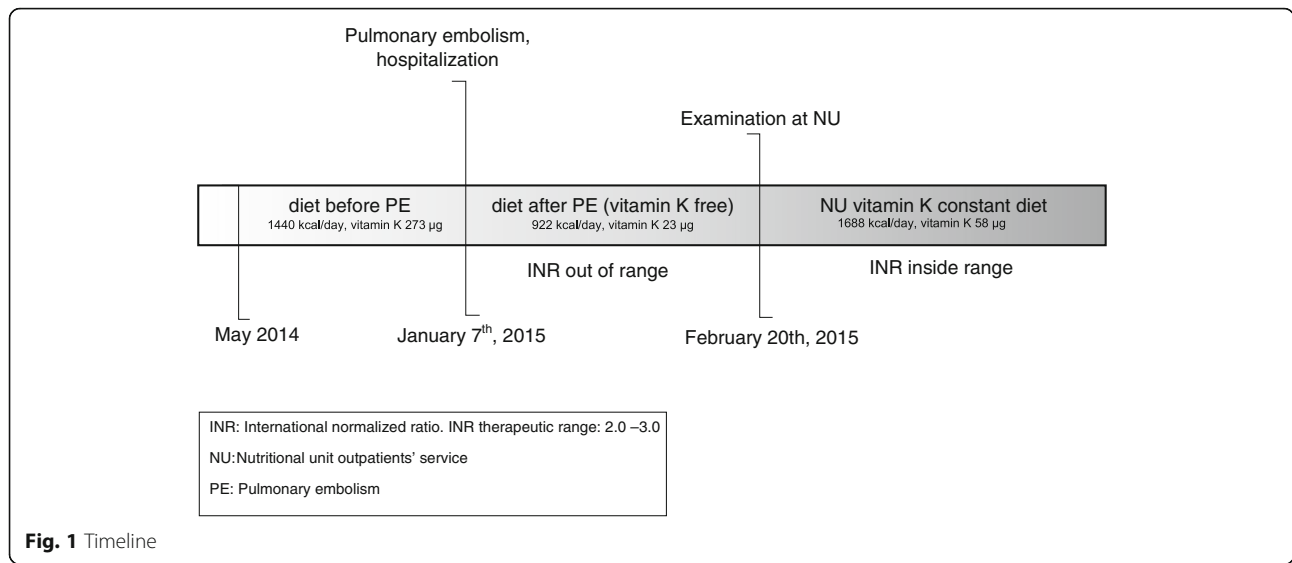 Pulmonary embolism,
hospitalization
Examination at NU
diet before PE
1440 kcal/day, vitamin K 273 µg
diet after PE (vitamin K free)
922 kcal/day, vitamin K 23 µg
NU vitamin K constant diet
1688 kcal/day, vitamin K 58 µg
INR out of range
INR inside range
May 2014
January 7th, 2015
February 20th, 2015
INR: International normalized ratio. INR therapeutic range: 2.0 –3.0
NU:Nutritional unit outpatients' service
PE: Pulmonary embolism
Fig. 1 Timeline